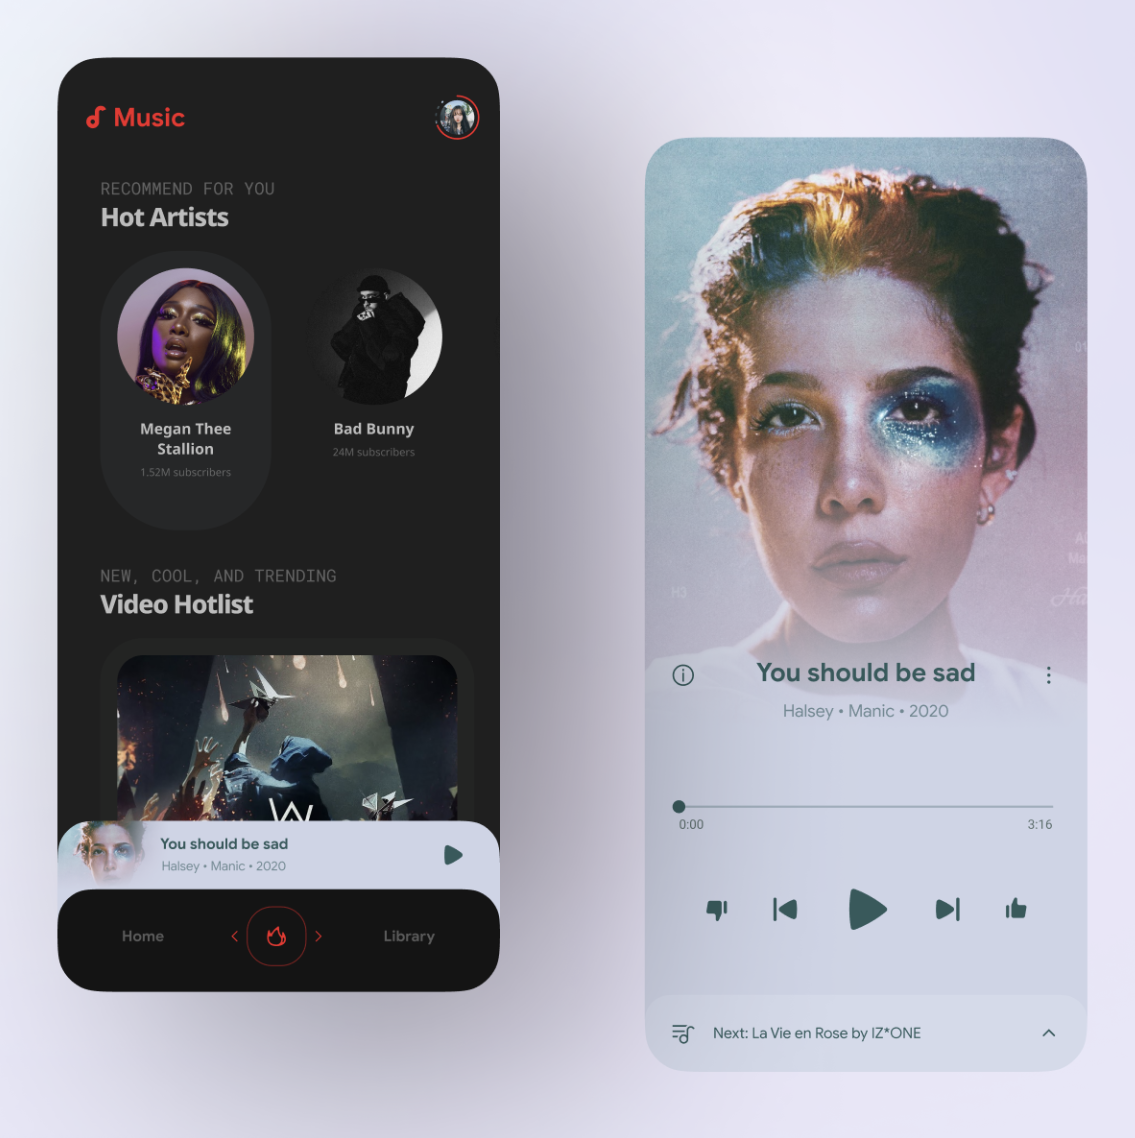 Music
RECOMMEND FOR YOU
Hot Artists
Megan Thee
Stallion
1.52M subscribers
Bad Bunny
24M subscribers
NEW, COOL, AND TRENDING
Video Hotlist
You should be sad
Halsey • Manic • 2020
Home
Library
H3
You should be sad
Halsey • Manic • 2020
0:00
3:16
Next: La Vie en Rose by IZ*ONE